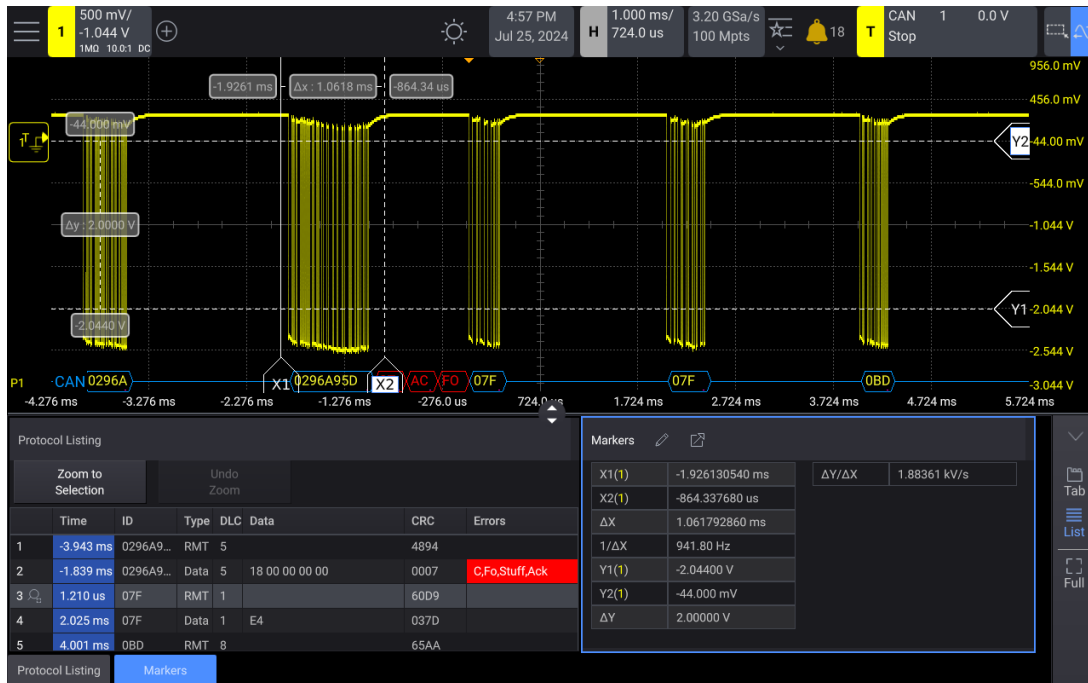 1
500 mV/
-1.044 V
1MΩ 10.0:1 DC
4:57 PM
Jul 25, 2024
H
1.000 ms/
724.0 us
3.20 GSa/s
100 Mpts
18
T
CAN 1 0.0 V
Stop
956.0 mV
-1.9261 ms
Δx : 1.0618 ms
-864.34 us
456.0 mV
-44.000 mV
1T
Y2
-44.00 mV
-544.0 mV
Δy : 2.0000 V
-1.044 V
-1.544 V
Y1
-2.044 V
-2.0440 V
-2.544 V
P1
CAN
0296A
X1
0296A95D
X2
AC
FO
07F
07F
0BD
-3.044 V
-4.276 ms
-3.276 ms
-2.276 ms
-1.276 ms
-276.0 us
724.0 us
1.724 ms
2.724 ms
3.724 ms
4.724 ms
5.724 ms
Protocol Listing
Zoom to
Selection
Undo
Zoom
Time ID Type DLC Data CRC Errors
1 -3.943 ms 0296A9... RMT 5 4894
2 -1.839 ms 0296A9... Data 5 18 00 00 00 00 0007 C,Fo,Stuff,Ack
3 1.210 us 07F RMT 1 60D9
4 2.025 ms 07F Data 1 E4 037D
5 4.001 ms 0BD RMT 8 65AA
Markers
X1(1) -1.926130540 ms
X2(1) -864.337680 us
ΔX 1.061792860 ms
1/ΔX 941.80 Hz
Y1(1) -2.04400 V
Y2(1) -44.000 mV
ΔY 2.00000 V
ΔY/ΔX 1.88361 kV/s
Tab
List
Full
Protocol Listing
Markers